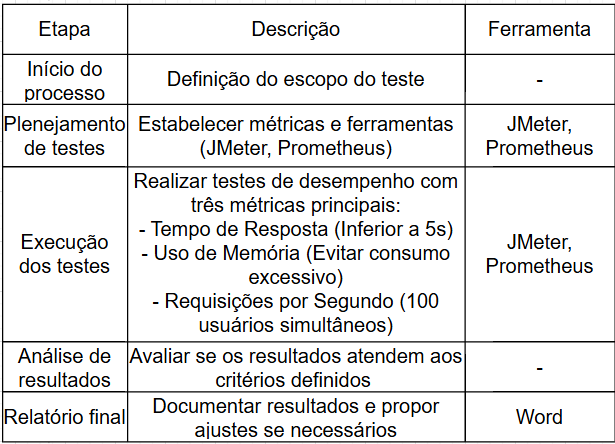 Etapa
Descrição
Ferramenta
Início do
processo
Definição do escopo do teste
-
Plenejamento
de testes
Estabelecer métricas e ferramentas
(JMeter, Prometheus)
JMeter,
Prometheus
Execução
dos testes
Realizar testes de desempenho com
três métricas principais:
- Tempo de Resposta (Inferior a 5s)
- Uso de Memória (Evitar consumo
excessivo)
- Requisições por Segundo (100
usuários simultâneos)
JMeter,
Prometheus
Análise de
resultados
Avaliar se os resultados atendem aos
critérios definidos
-
Relatório final
Documentar resultados e propor
ajustes se necessários
Word